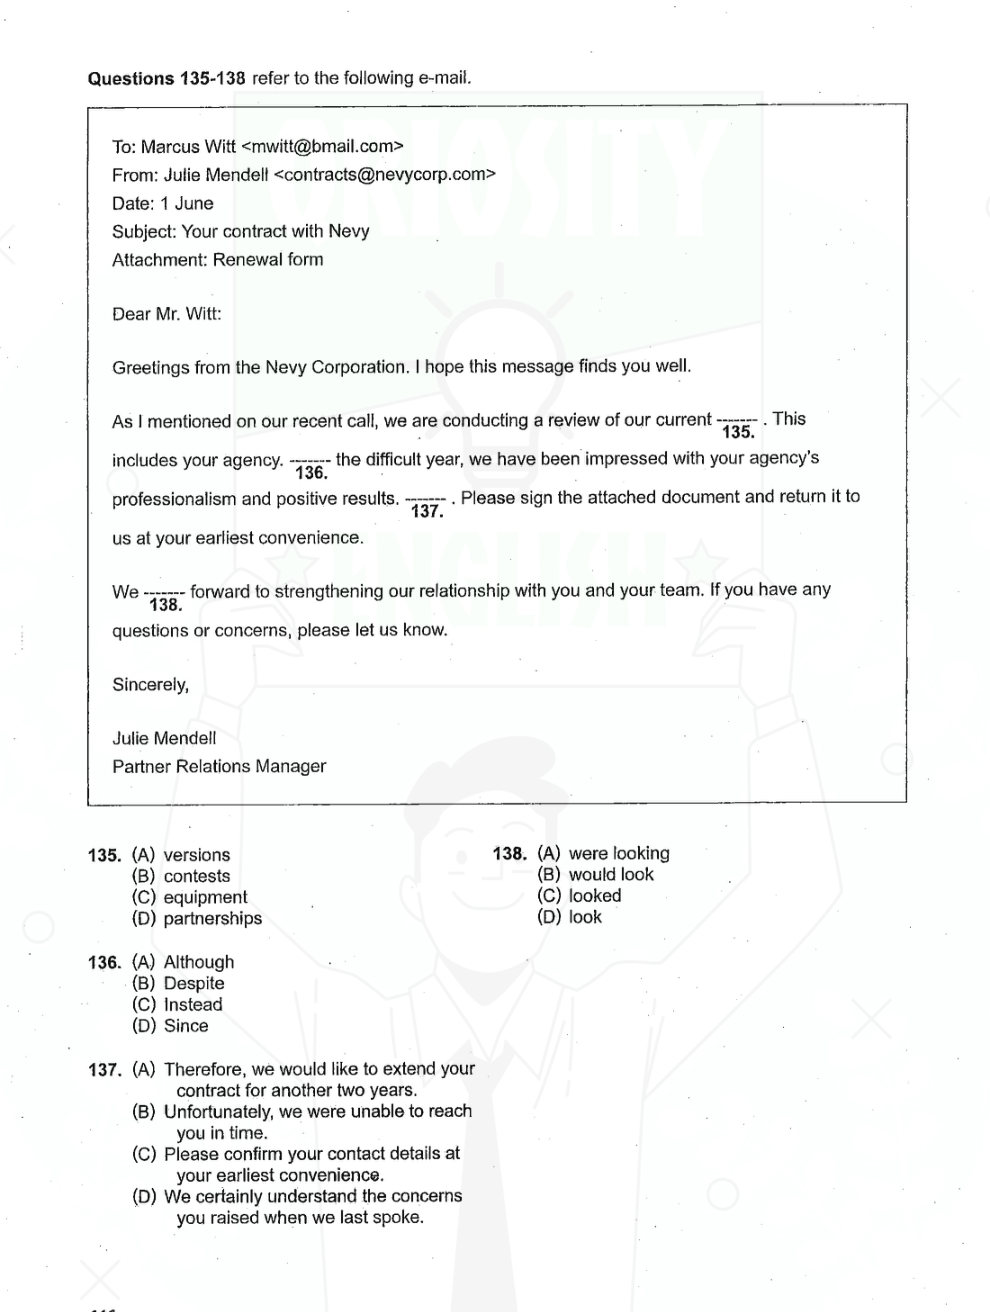 Questions 135-138 refer to the following e-mail.
To: Marcus Witt <mwitt@bmail.com>
From: Julie Mendell <contracts@nevycorp.com>
Date: 1 June
Subject: Your contract with Nevy
Attachment: Renewal form
Dear Mr. Witt:
Greetings from the Nevy Corporation. I hope this message finds you well.
As I mentioned on our recent call, we are conducting a review of our current ------- . This
135.
includes your agency. ------- the difficult year, we have been impressed with your agency's
136.
professionalism and positive results. ------- . Please sign the attached document and return it to
137.
us at your earliest convenience.
We ------- forward to strengthening our relationship with you and your team. If you have any
138.
questions or concerns, please let us know.
Sincerely,
Julie Mendell
Partner Relations Manager
135. (A) versions
(B) contests
(C) equipment
(D) partnerships
136. (A) Although
(B) Despite
(C) Instead
(D) Since
137. (A) Therefore, we would like to extend your
contract for another two years.
(B) Unfortunately, we were unable to reach
you in time.
(C) Please confirm your contact details at
your earliest convenience.
(D) We certainly understand the concerns
you raised when we last spoke.
138. (A) were looking
(B) would look
(C) looked
(D) look
ORIOSITY
ENGLISH